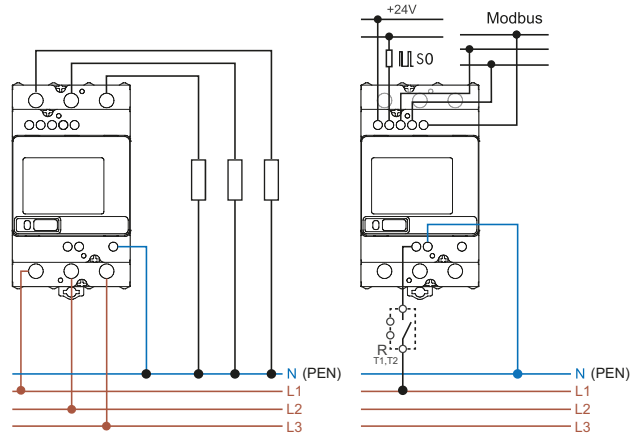 +24V
Modbus
S0
R
T1,T2
N (PEN)
L1
L2
L3
N (PEN)
L1
L2
L3